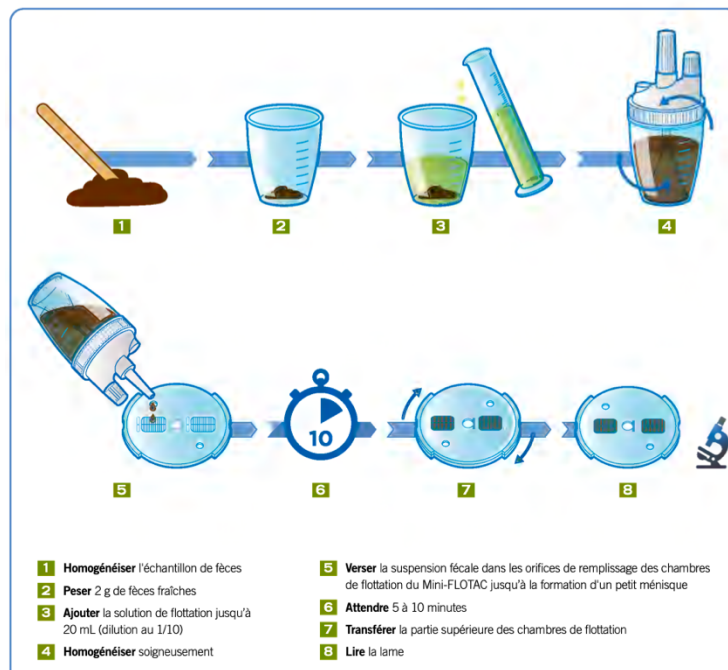 1
2
3
4
10
5
6
7
8
1 Homogénéiser l'échantillon de fèces
2 Peser 2 g de fèces fraîches
3 Ajouter la solution de flottation jusqu'à
20 mL (dilution au 1/10)
4 Homogénéiser soigneusement
5 Verser la suspension fécale dans les orifices de remplissage des chambres
de flottation du Mini-FLOTAC jusqu'à la formation d'un petit ménisque
6 Attendre 5 à 10 minutes
7 Transférer la partie supérieure des chambres de flottation
8 Lire la lame